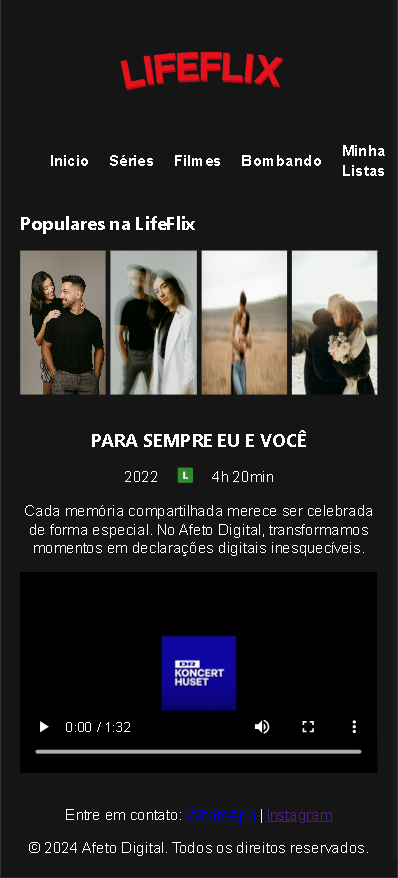 LIFEFLIX
Inicio Séries Filmes Bombando Minha Listas
Populares na LifeFlix
PARA SEMPRE EU E VOCÊ
2022 L 4h 20min
Cada memória compartilhada merece ser celebrada
de forma especial. No Afeto Digital, transformamos
momentos em declarações digitais inesquecíveis.
DR
KONCERT
HUSET
0:00 / 1:32
Entre em contato: WhatsApp | Instagram
© 2024 Afeto Digital. Todos os direitos reservados.